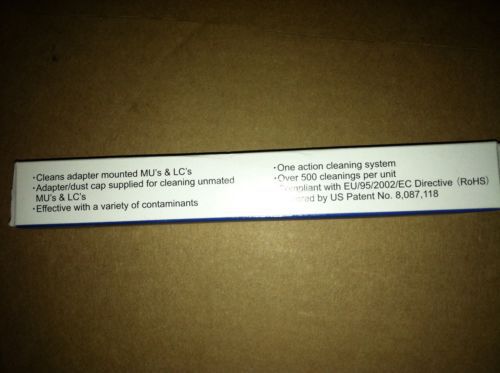 ·Cleans adapter mounted MU's & LC's
·Adapter/dust cap supplied for cleaning unmated
MU's & LC's
·Effective with a variety of contaminants
·One action cleaning system
·Over 500 cleanings per unit
with EU/95/2002/EC Directive (RoHS)
by US Patent No. 8,087,118